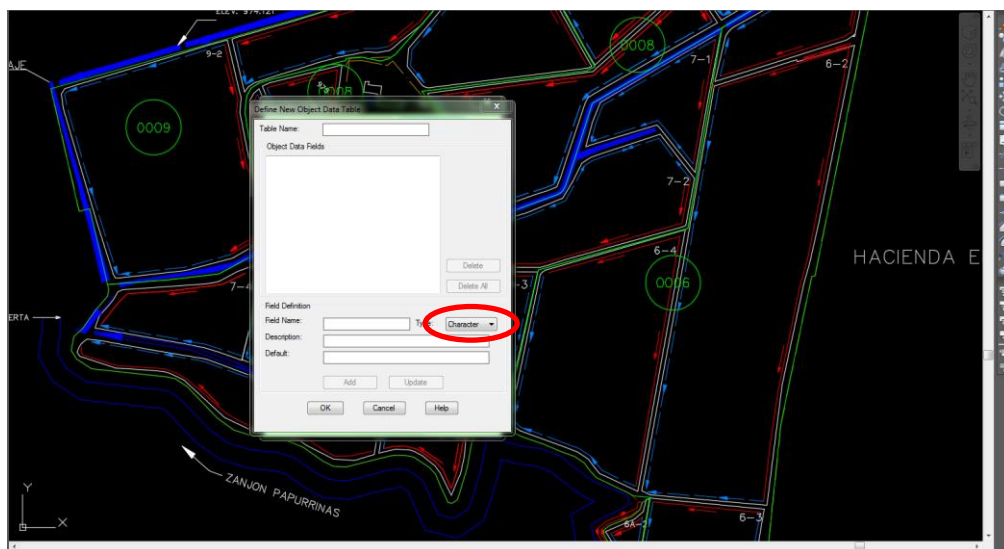 ELEV. 974.121
AJE
9-2
0008
7-1
6-2
0008
0009
Define New Object Data Table
Table Name:
Object Data Fields
7-2
Delete
Delete All
6-4
HACIENDA E
0006
7-4
-3
ERTA
Field Definition
Field Name:
Type:
Character
Description:
Default:
Add
Update
OK
Cancel
Help
ZANJON PAPURRINAS
Y
X
6A-2
6-3